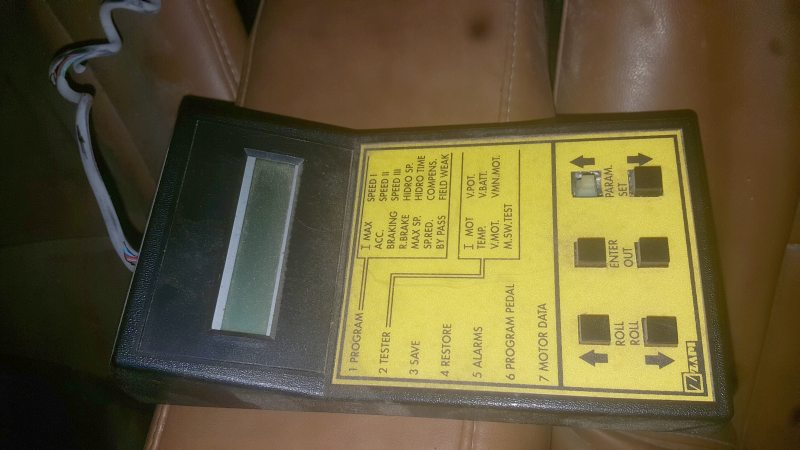 1 PROGRAM
I MAX SPEED I
ACC. SPEED II
BRAKING SPEED III
R.BRAKE HIDRO SP.
MAX SP. HIDRO TIME
SP.RED. COMPENS.
BY PASS FIELD WEAK
2 TESTER
I MOT V.POT.
TEMP. V.BATT.
V.MOT. VMN.MOT.
M.SW.TEST
3 SAVE
4 RESTORE
5 ALARMS
6 PROGRAM PEDAL
7 MOTOR DATA
ROLL ENTER PARAM.
ROLL OUT SET
ZAPI